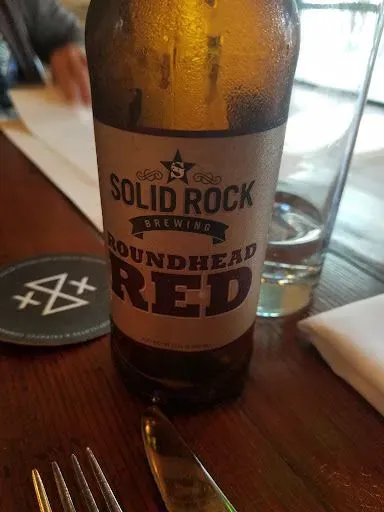 S
SOLID ROCK
BREWING
ROUNDHEAD
RED